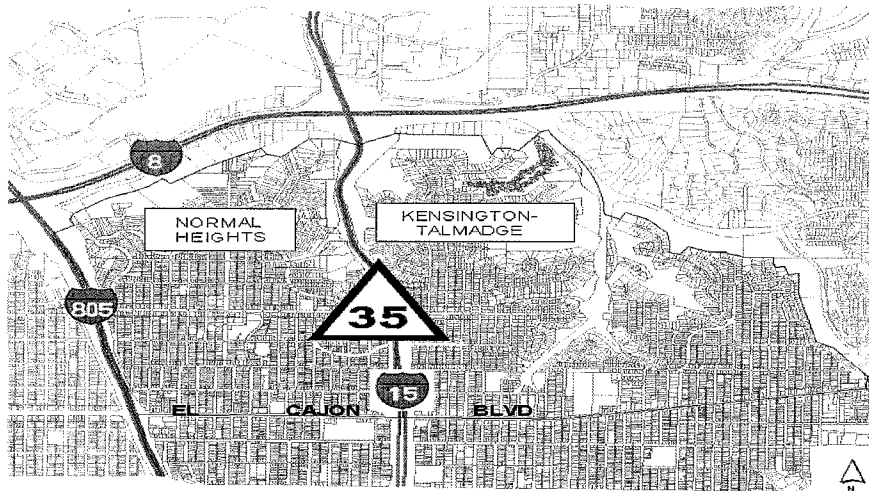 8
NORMAL
HEIGHTS
KENSINGTON-
TALMADGE
805
35
15
EL CAJON BLVD
N